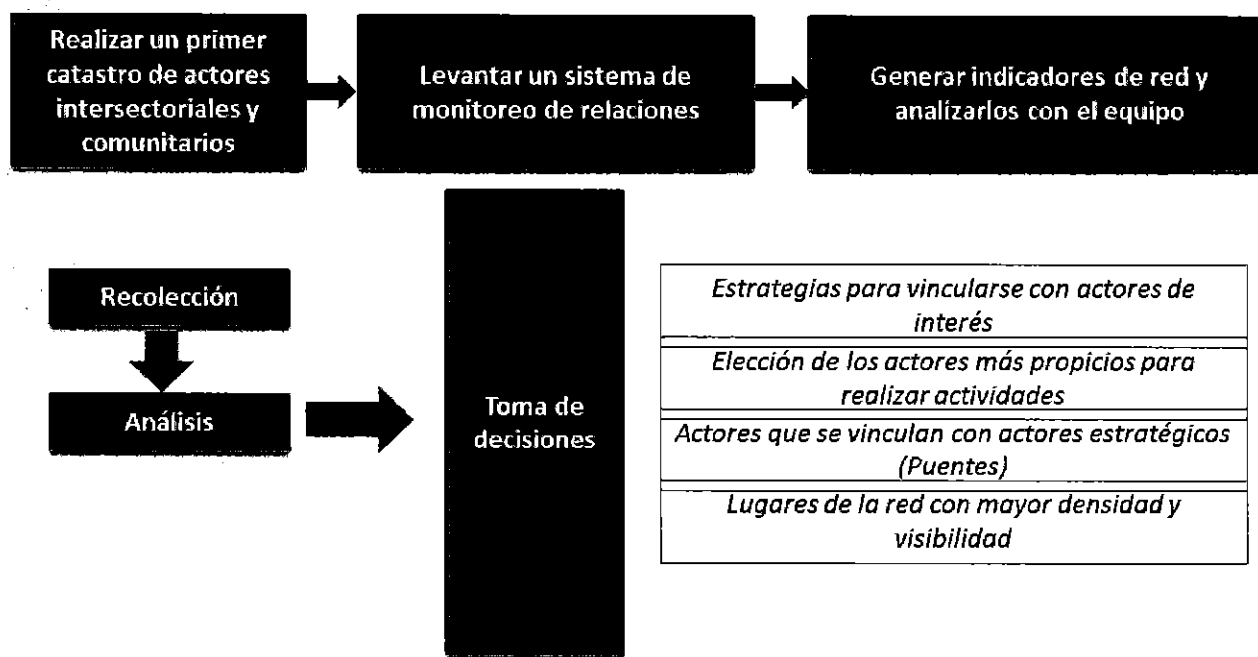 Realizar un primer
catastro de actores
intersectoriales y
comunitarios
Levantar un sistema de
monitoreo de relaciones
Generar indicadores de red y
analízarlos con el equipo
Recolección
Análisis
Toma de
decisiones
Estrategias para vincularse con actores de
interés
Elección de los actores más propicios para
realizar actividades
Actores que se vinculan con actores estratégicos
(Puentes)
Lugares de la red con mayor densidad y
visibilidad